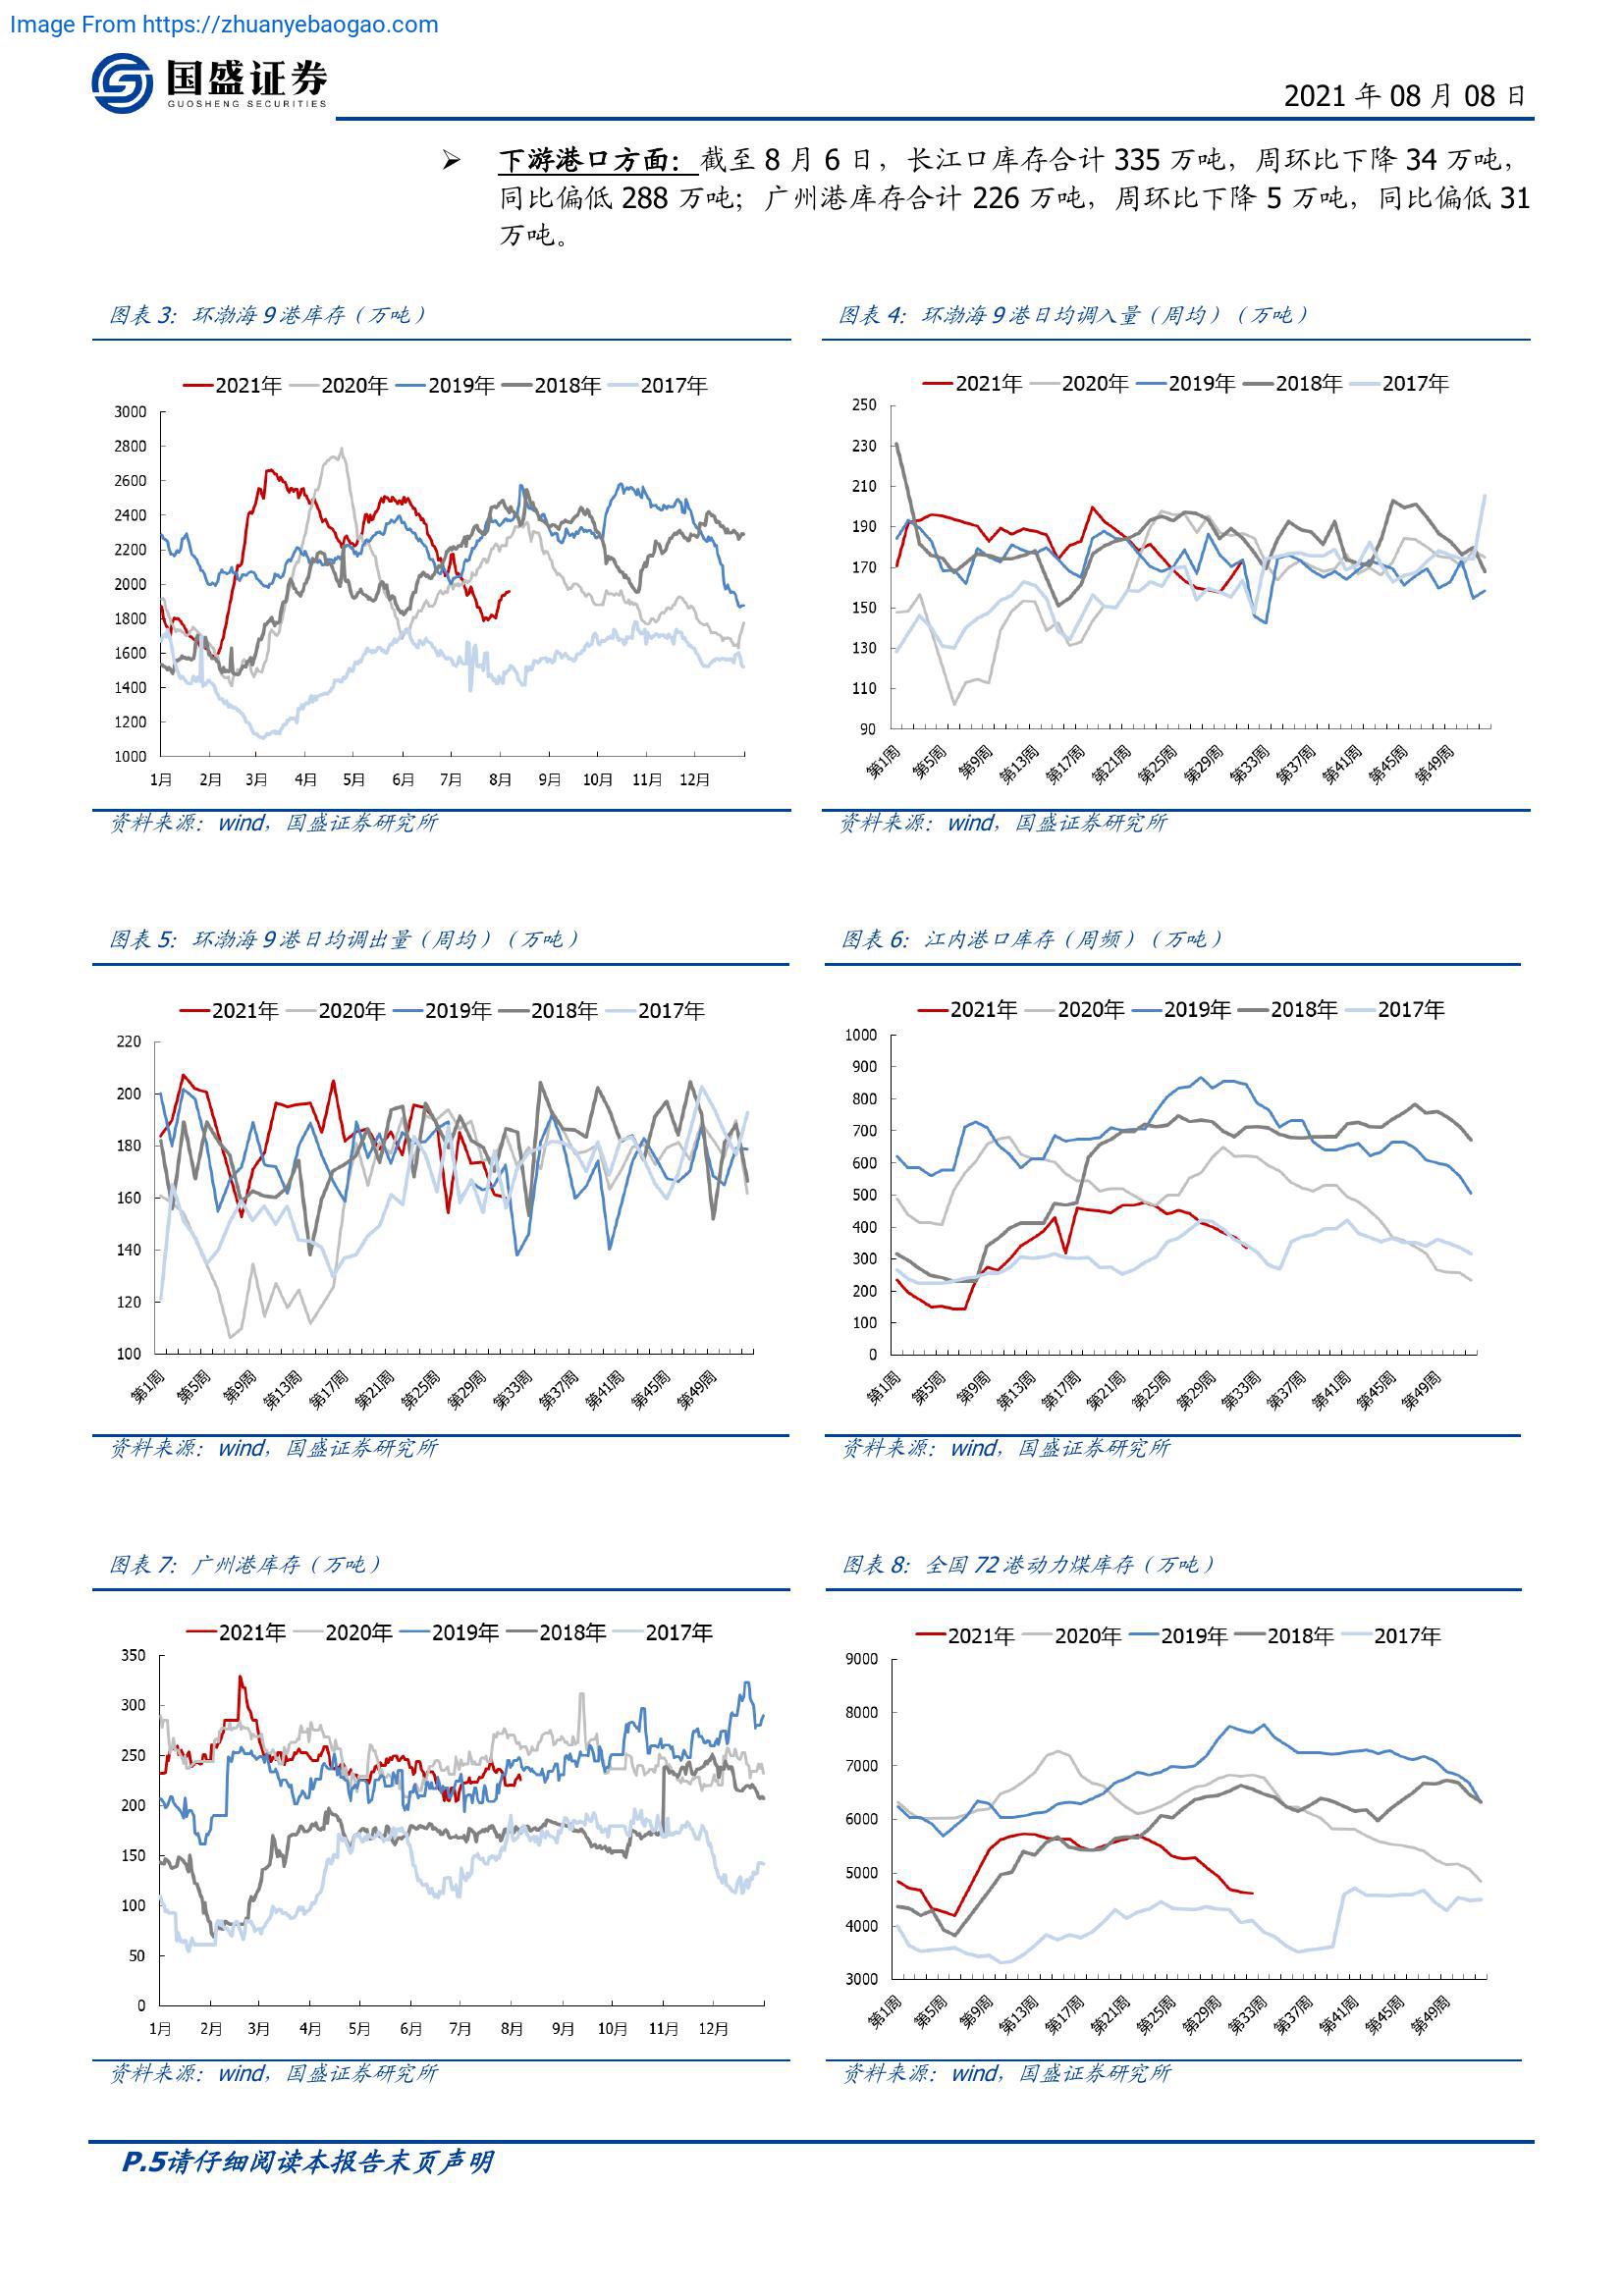 Image From https://zhuanyebaogao.com
国盛证券
GUOSHENG SECURITIES
2021 年 08 月 08 日
➢ 下游港口方面：截至 8 月 6 日，长江口库存合计 335 万吨，周环比下降 34 万吨，
同比偏低 288 万吨；广州港库存合计 226 万吨，周环比下降 5 万吨，同比偏低 31
万吨。
图表 3：环渤海 9 港库存（万吨）
2021年 2020年 2019年 2018年 2017年
3000
2800
2600
2400
2200
2000
1800
1600
1400
1200
1000
1月 2月 3月 4月 5月 6月 7月 8月 9月 10月 11月 12月
资料来源：wind，国盛证券研究所
图表 4：环渤海 9 港日均调入量（周均）（万吨）
2021年 2020年 2019年 2018年 2017年
250
230
210
190
170
150
130
110
90
第1周 第5周 第9周 第13周 第17周 第21周 第25周 第29周 第33周 第37周 第41周 第45周 第49周
资料来源：wind，国盛证券研究所
图表 5：环渤海 9 港日均调出量（周均）（万吨）
2021年 2020年 2019年 2018年 2017年
220
200
180
160
140
120
100
第1周 第5周 第9周 第13周 第17周 第21周 第25周 第29周 第33周 第37周 第41周 第45周 第49周
资料来源：wind，国盛证券研究所
图表 6：江内港口库存（周频）（万吨）
2021年 2020年 2019年 2018年 2017年
1000
900
800
700
600
500
400
300
200
100
0
第1周 第5周 第9周 第13周 第17周 第21周 第25周 第29周 第33周 第37周 第41周 第45周 第49周
资料来源：wind，国盛证券研究所
图表 7：广州港库存（万吨）
2021年 2020年 2019年 2018年 2017年
350
300
250
200
150
100
50
0
1月 2月 3月 4月 5月 6月 7月 8月 9月 10月 11月 12月
资料来源：wind，国盛证券研究所
图表 8：全国 72 港动力煤库存（万吨）
2021年 2020年 2019年 2018年 2017年
9000
8000
7000
6000
5000
4000
3000
第1周 第5周 第9周 第13周 第17周 第21周 第25周 第29周 第33周 第37周 第41周 第45周 第49周
资料来源：wind，国盛证券研究所
P.5请仔细阅读本报告末页声明